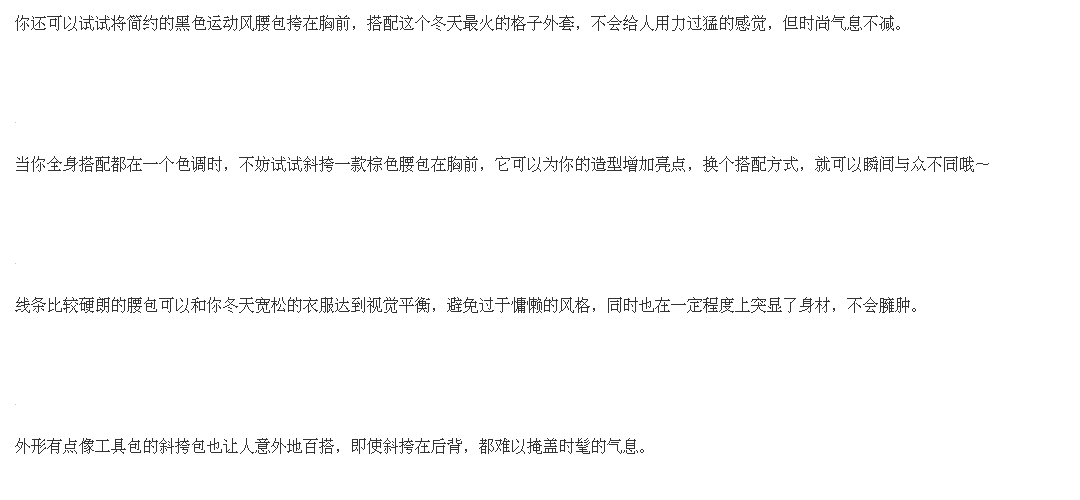 你还可以试试将简约的黑色运动风腰包挎在胸前，搭配这个冬天最火的格子外套，不会给人用力过猛的感觉，但时尚气息不减。
当你全身搭配都在一个色调时，不妨试试斜挎一款棕色腰包在胸前，它可以为你的造型增加亮点，换个搭配方式，就可以瞬间与众不同哦～
线条比较硬朗的腰包可以和你冬天宽松的衣服达到视觉平衡，避免过于慵懒的风格，同时也在一定程度上突显了身材，不会臃肿。
外形有点像工具包的斜挎包也让人意外地百搭，即使斜挎在后背，都难以掩盖时髦的气息。